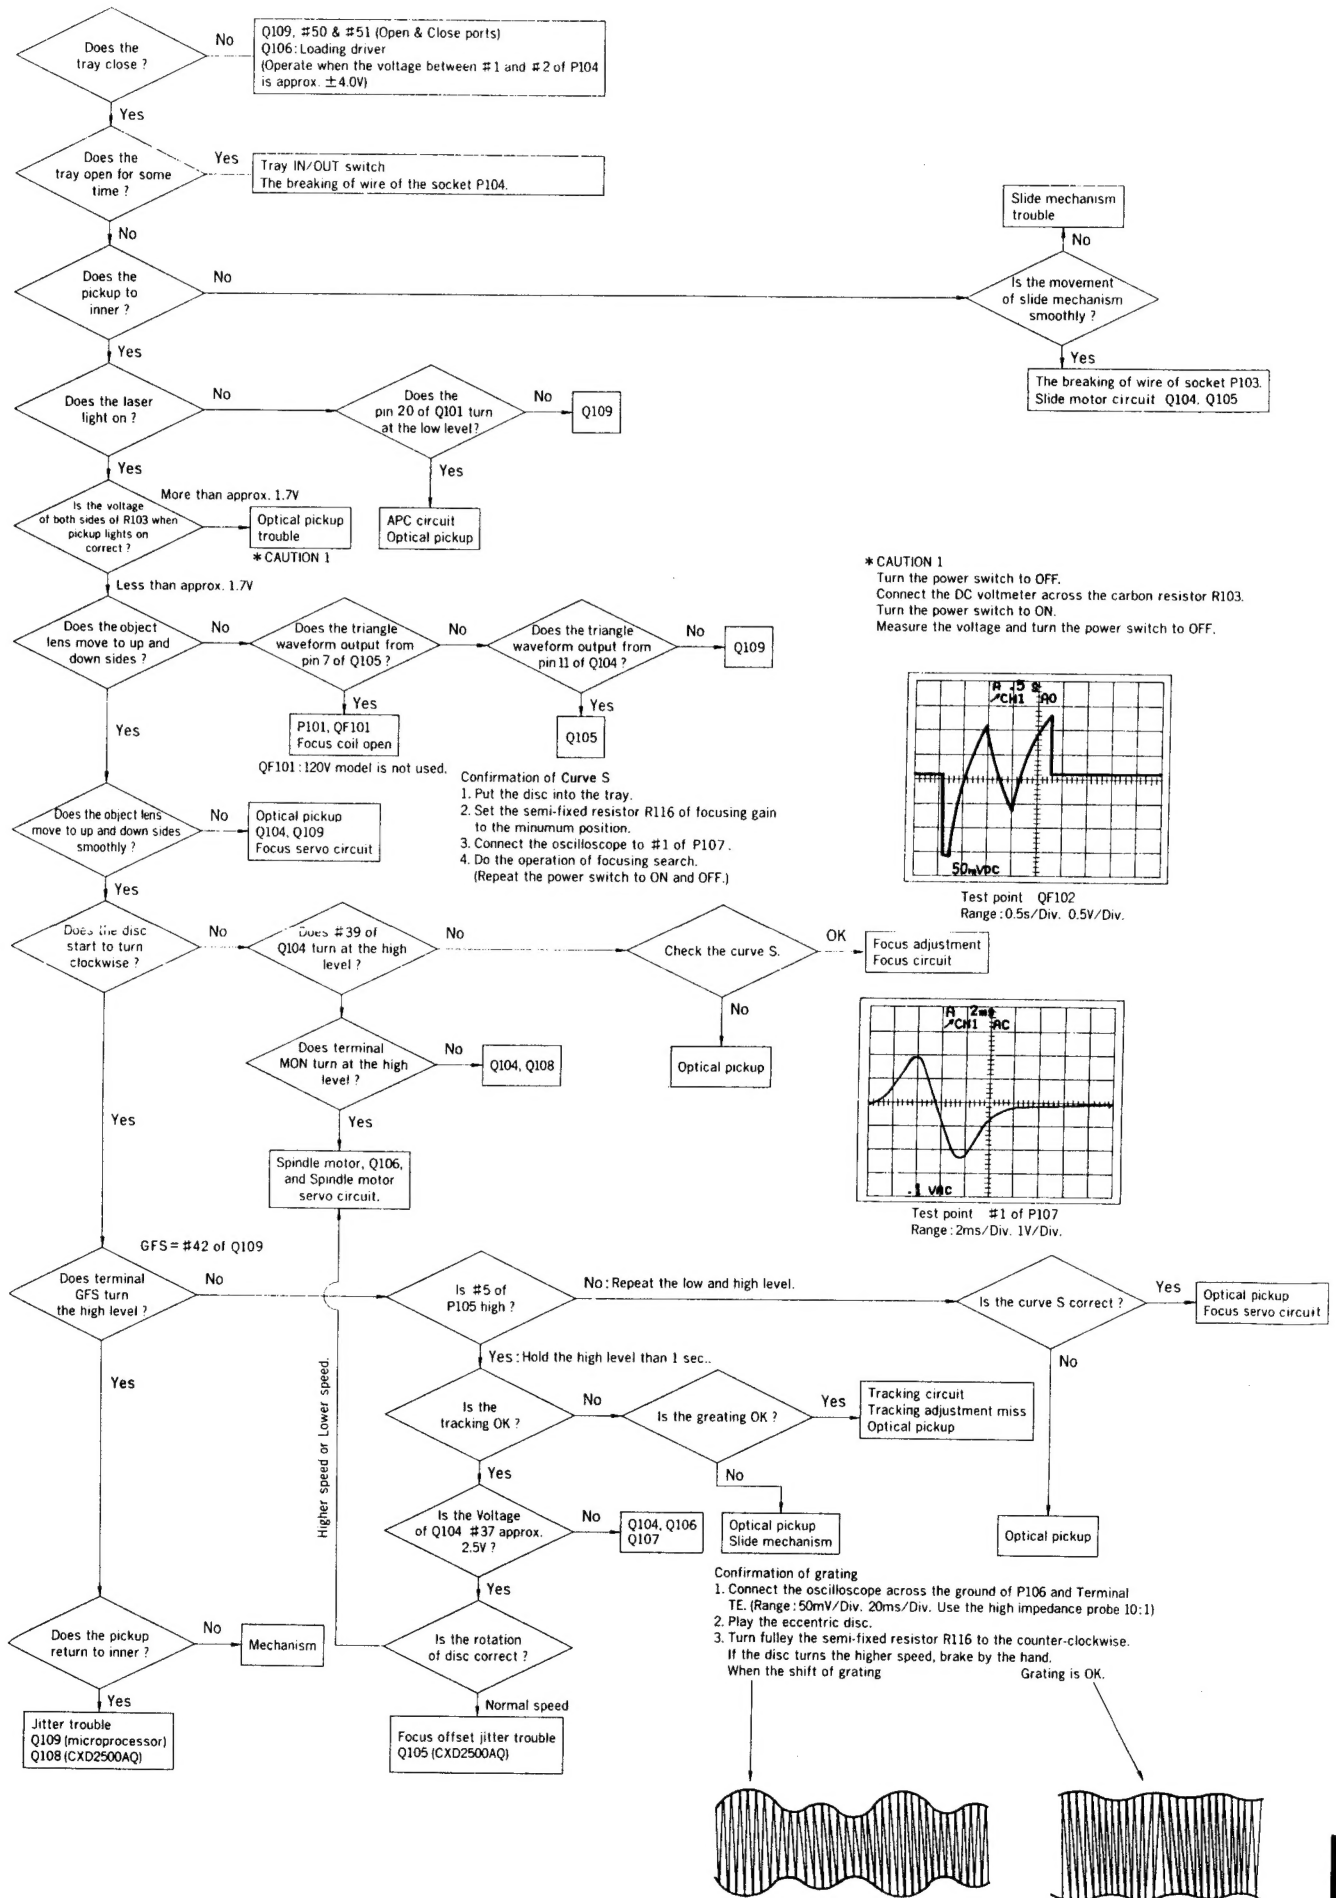 Does the
tray close ?
No
Q109, #50 & #51 (Open & Close ports)
Q106 : Loading driver
(Operate when the voltage between #1 and #2 of P104
is approx. ±4.0V)
Yes
Does the
tray open for some
time ?
Yes
Tray IN/OUT switch
The breaking of wire of the socket P104.
No
Does the
pickup to
inner ?
No
Slide mechanism
trouble
No
Is the movement
of slide mechanism
smoothly ?
Yes
The breaking of wire of socket P103.
Slide motor circuit Q104, Q105
Yes
Does the laser
light on ?
No
Does the
pin 20 of Q101 turn
at the low level?
No
Q109
Yes
APC circuit
Optical pickup
Yes
Is the voltage
of both sides of R103 when
pickup lights on
correct ?
More than approx. 1.7V
Optical pickup
trouble
* CAUTION 1
Less than approx. 1.7V
* CAUTION 1
Turn the power switch to OFF.
Connect the DC voltmeter across the carbon resistor R103.
Turn the power switch to ON.
Measure the voltage and turn the power switch to OFF.
Does the object
lens move to up and
down sides ?
No
Does the triangle
waveform output from
pin 7 of Q105 ?
No
Does the triangle
waveform output from
pin 11 of Q104 ?
No
Q109
Yes
P101, QF101
Focus coil open
QF101 : 120V model is not used.
Yes
Q105
Yes
A .5 s
CH1 AO
50mVDC
Test point QF102
Range : 0.5s/Div. 0.5V/Div.
Confirmation of Curve S
1. Put the disc into the tray.
2. Set the semi-fixed resistor R116 of focusing gain
to the minumum position.
3. Connect the oscilloscope to #1 of P107.
4. Do the operation of focusing search.
(Repeat the power switch to ON and OFF.)
Does the object lens
move to up and down sides
smoothly ?
No
Optical pickup
Q104, Q109
Focus servo circuit
Yes
Does the disc
start to turn
clockwise ?
No
Does #39 of
Q104 turn at the high
level ?
No
Check the curve S.
OK
Focus adjustment
Focus circuit
No
Optical pickup
Does terminal
MON turn at the high
level ?
No
Q104, Q108
Yes
Spindle motor, Q106,
and Spindle motor
servo circuit.
Yes
A 2ms
CH1 AC
.1 VAC
Test point #1 of P107
Range : 2ms/Div. 1V/Div.
GFS = #42 of Q109
Does terminal
GFS turn
the high level ?
No
Is #5 of
P105 high ?
No : Repeat the low and high level.
Is the curve S correct ?
Yes
Optical pickup
Focus servo circuit
No
Optical pickup
Yes : Hold the high level than 1 sec..
Is the
tracking OK ?
No
Is the greating OK ?
Yes
Tracking circuit
Tracking adjustment miss
Optical pickup
No
Optical pickup
Slide mechanism
Yes
Is the Voltage
of Q104 #37 approx.
2.5V ?
No
Q104, Q106
Q107
Yes
Is the rotation
of disc correct ?
Higher speed or Lower speed.
Normal speed
Focus offset jitter trouble
Q105 (CXD2500AQ)
Yes
Does the pickup
return to inner ?
No
Mechanism
Yes
Jitter trouble
Q109 (microprocessor)
Q108 (CXD2500AQ)
Confirmation of grating
1. Connect the oscilloscope across the ground of P106 and Terminal
TE. (Range : 50mV/Div. 20ms/Div. Use the high impedance probe 10 : 1)
2. Play the eccentric disc.
3. Turn fulley the semi-fixed resistor R116 to the counter-clockwise.
If the disc turns the higher speed, brake by the hand.
When the shift of grating
Grating is OK.